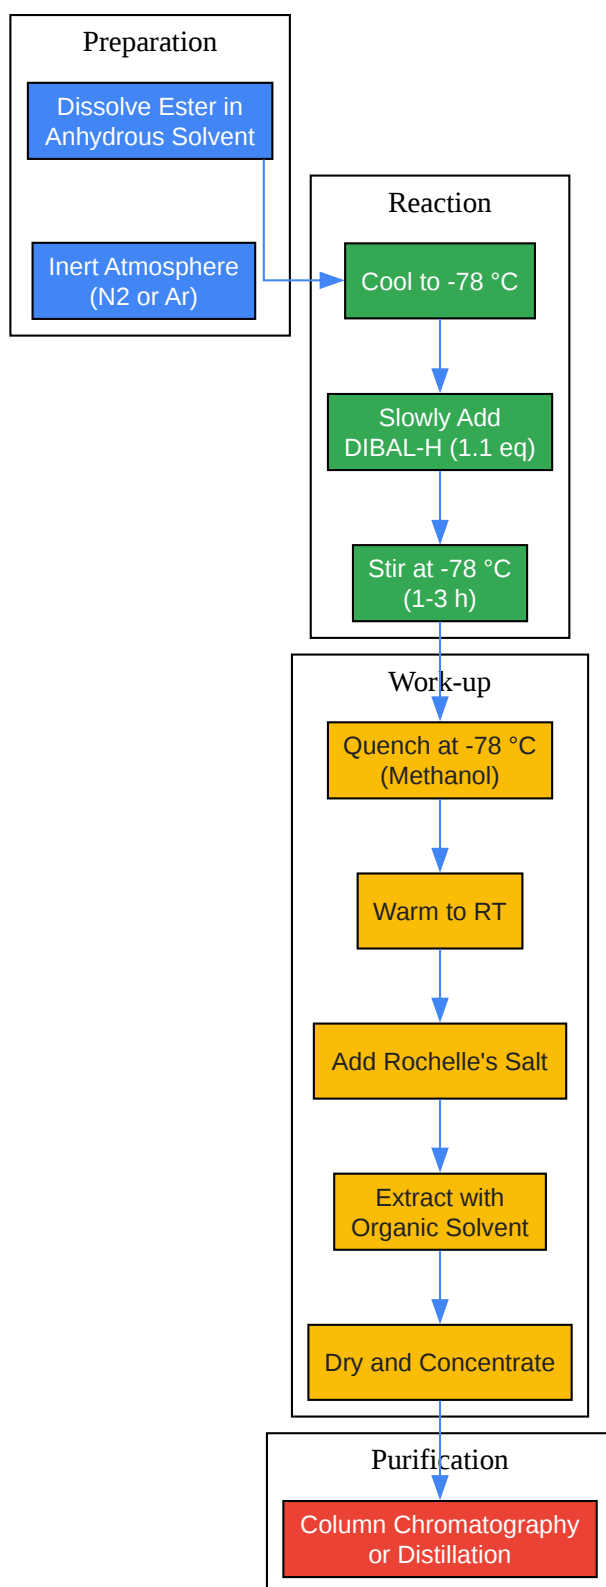 Preparation
Dissolve Ester in
Anhydrous Solvent
Inert Atmosphere
(N2 or Ar)
Reaction
Cool to -78 °C
Slowly Add
DIBAL-H (1.1 eq)
Stir at -78 °C
(1-3 h)
Work-up
Quench at -78 °C
(Methanol)
Warm to RT
Add Rochelle's Salt
Extract with
Organic Solvent
Dry and Concentrate
Purification
Column Chromatography
or Distillation